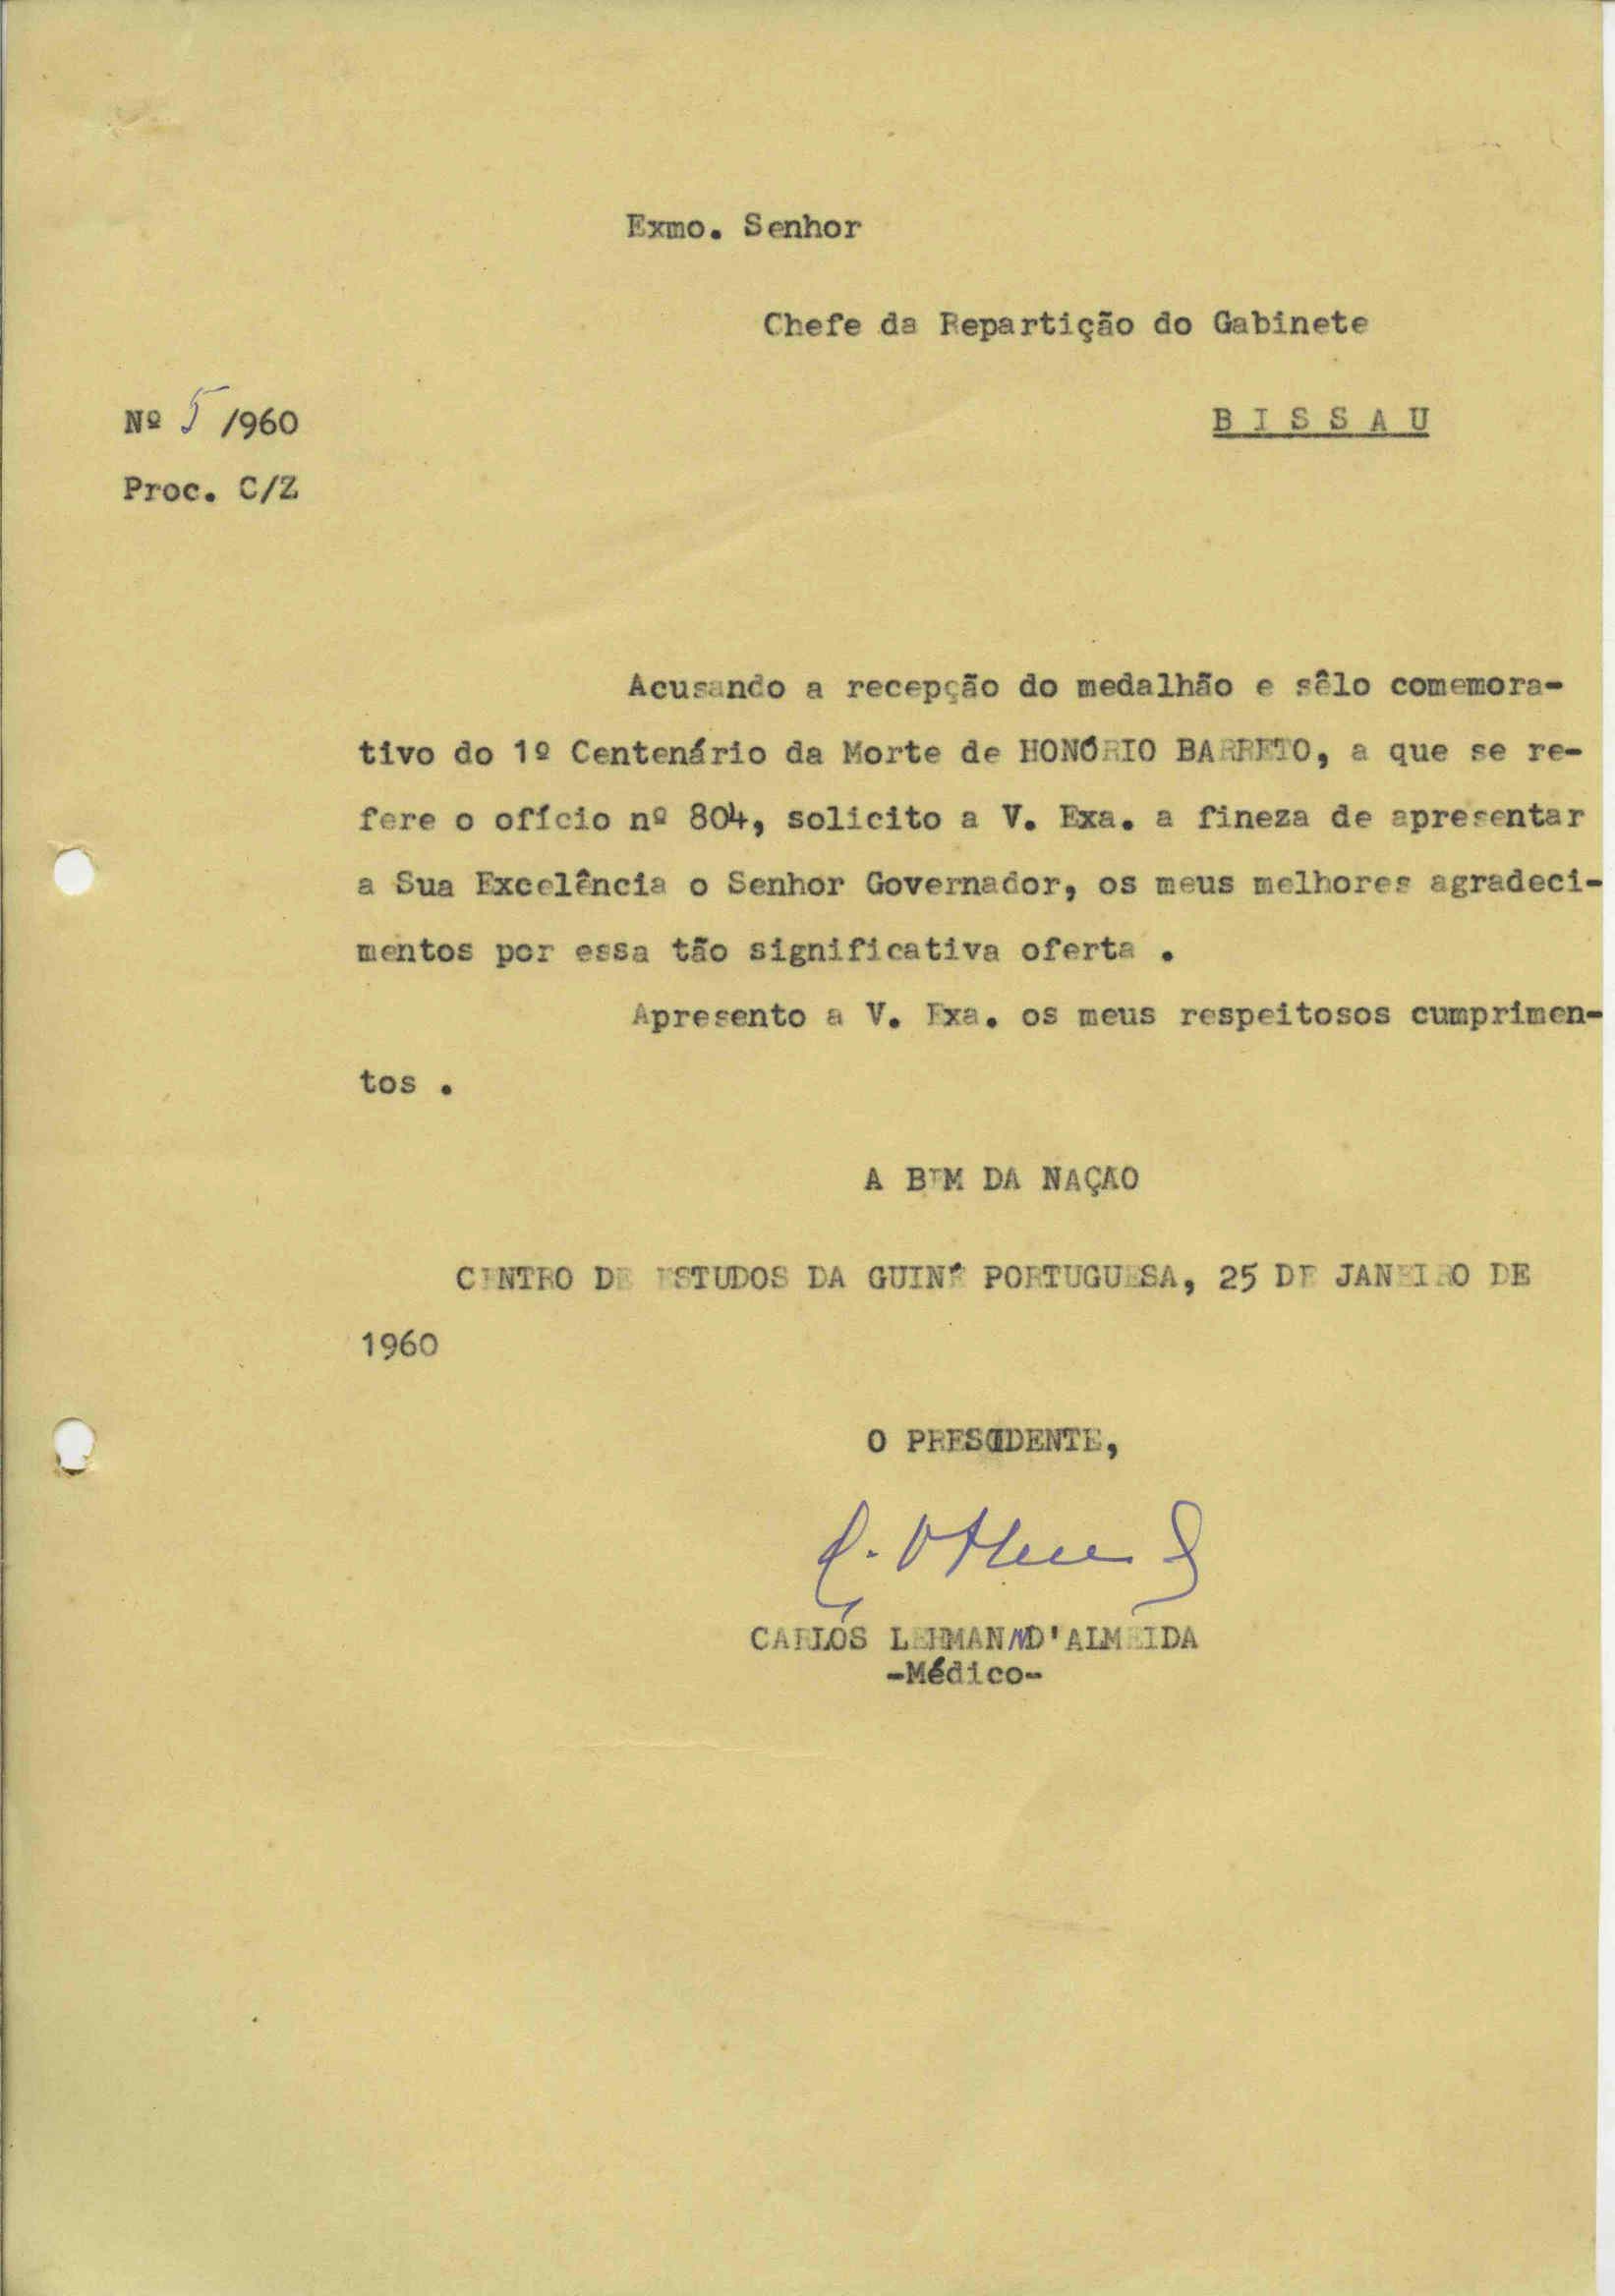 Exmo. Senhor
Chefe da Repartição do Gabinete
Nº 5 /960
B I S S A U
Proc. C/Z
Acusando a recepção do medalhão e sêlo comemora-
tivo do 1º Centenário da Morte de HONÓRIO BARRETO, a que se re-
fere o ofício nº 804, solicito a V. Exa. a fineza de apresentar
a Sua Excelência o Senhor Governador, os meus melhores agradeci-
mentos por essa tão significativa oferta .
Apresento a V. Exa. os meus respeitosos cumprimen-
tos .
A BEM DA NAÇAO
CENTRO DE ESTUDOS DA GUINÉ PORTUGUESA, 25 DE JANEIRO DE
1960
O PRESIDENTE,
CARLOS LEHMANN D'ALMEIDA
-Médico-